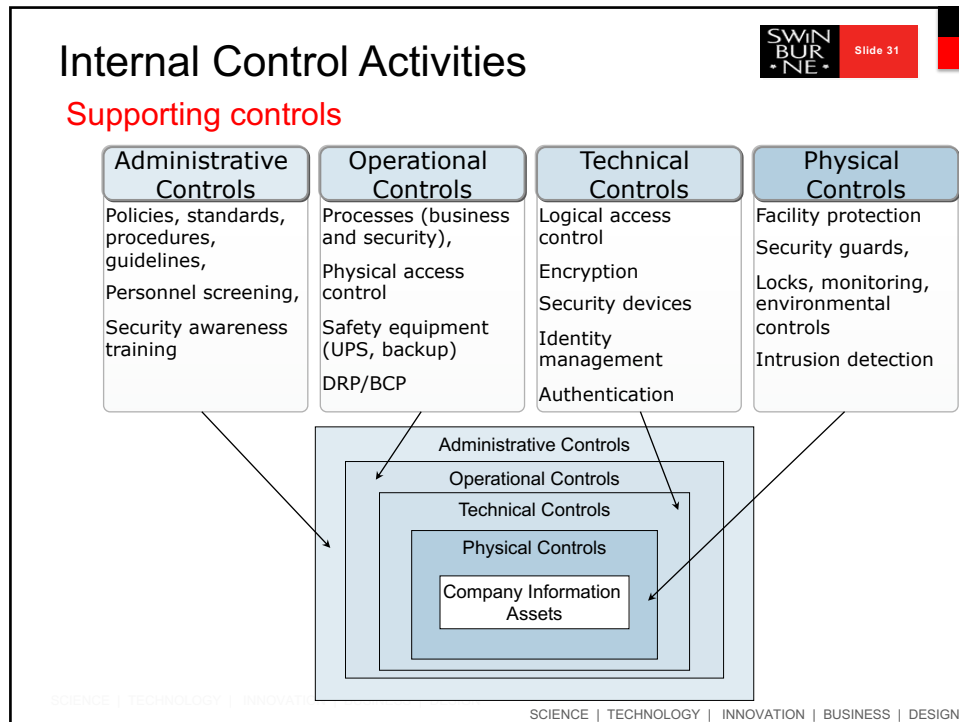 Internal Control Activities
SWIN
BUR
* NE *
Slide 31
Supporting controls
Administrative
Controls
Policies, standards,
procedures,
guidelines,
Personnel screening,
Security awareness
training
Operational
Controls
Processes (business
and security),
Physical access
control
Safety equipment
(UPS, backup)
DRP/BCP
Technical
Controls
Logical access
control
Encryption
Security devices
Identity
management
Authentication
Physical
Controls
Facility protection
Security guards,
Locks, monitoring,
environmental
controls
Intrusion detection
Administrative Controls
Operational Controls
Technical Controls
Physical Controls
Company Information
Assets
SCIENCE | TECHNOLOGY | INNOVATION
SCIENCE | TECHNOLOGY | INNOVATION | BUSINESS | DESIGN